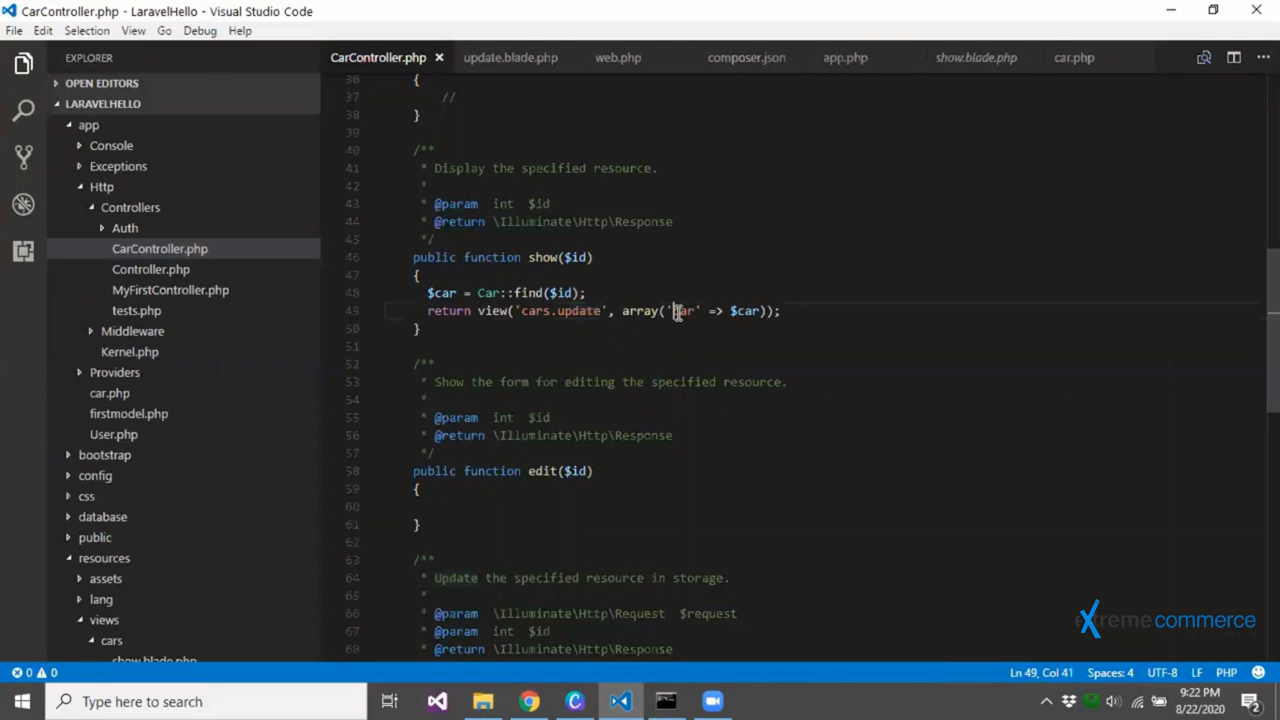 CarController.php - LaravelHello - Visual Studio Code
File Edit Selection View Go Debug Help
EXPLORER
OPEN EDITORS
LARAVELHELLO
app
Console
Exceptions
Http
Controllers
Auth
CarController.php
Controller.php
MyFirstController.php
tests.php
Middleware
Kernel.php
Providers
car.php
firstmodel.php
User.php
bootstrap
config
css
database
public
resources
assets
lang
views
cars
show.blade.php
CarController.php update.blade.php web.php composer.json app.php show.blade.php car.php
36 {
37 //
38 }
39
40 /**
41 * Display the specified resource.
42 *
43 * @param int $id
44 * @return \Illuminate\Http\Response
45 */
46 public function show($id)
47 {
48 $car = Car::find($id);
49 return view('cars.update', array('car' => $car));
50 }
51
52 /**
53 * Show the form for editing the specified resource.
54 *
55 * @param int $id
56 * @return \Illuminate\Http\Response
57 */
58 public function edit($id)
59 {
60
61 }
62
63 /**
64 * Update the specified resource in storage.
65 *
66 * @param \Illuminate\Http\Request $request
67 * @param int $id
68 * @return \Illuminate\Http\Response
extreme commerce
0 0 Ln 49, Col 41 Spaces: 4 UTF-8 LF PHP
Type here to search
9:22 PM
8/22/2020
2